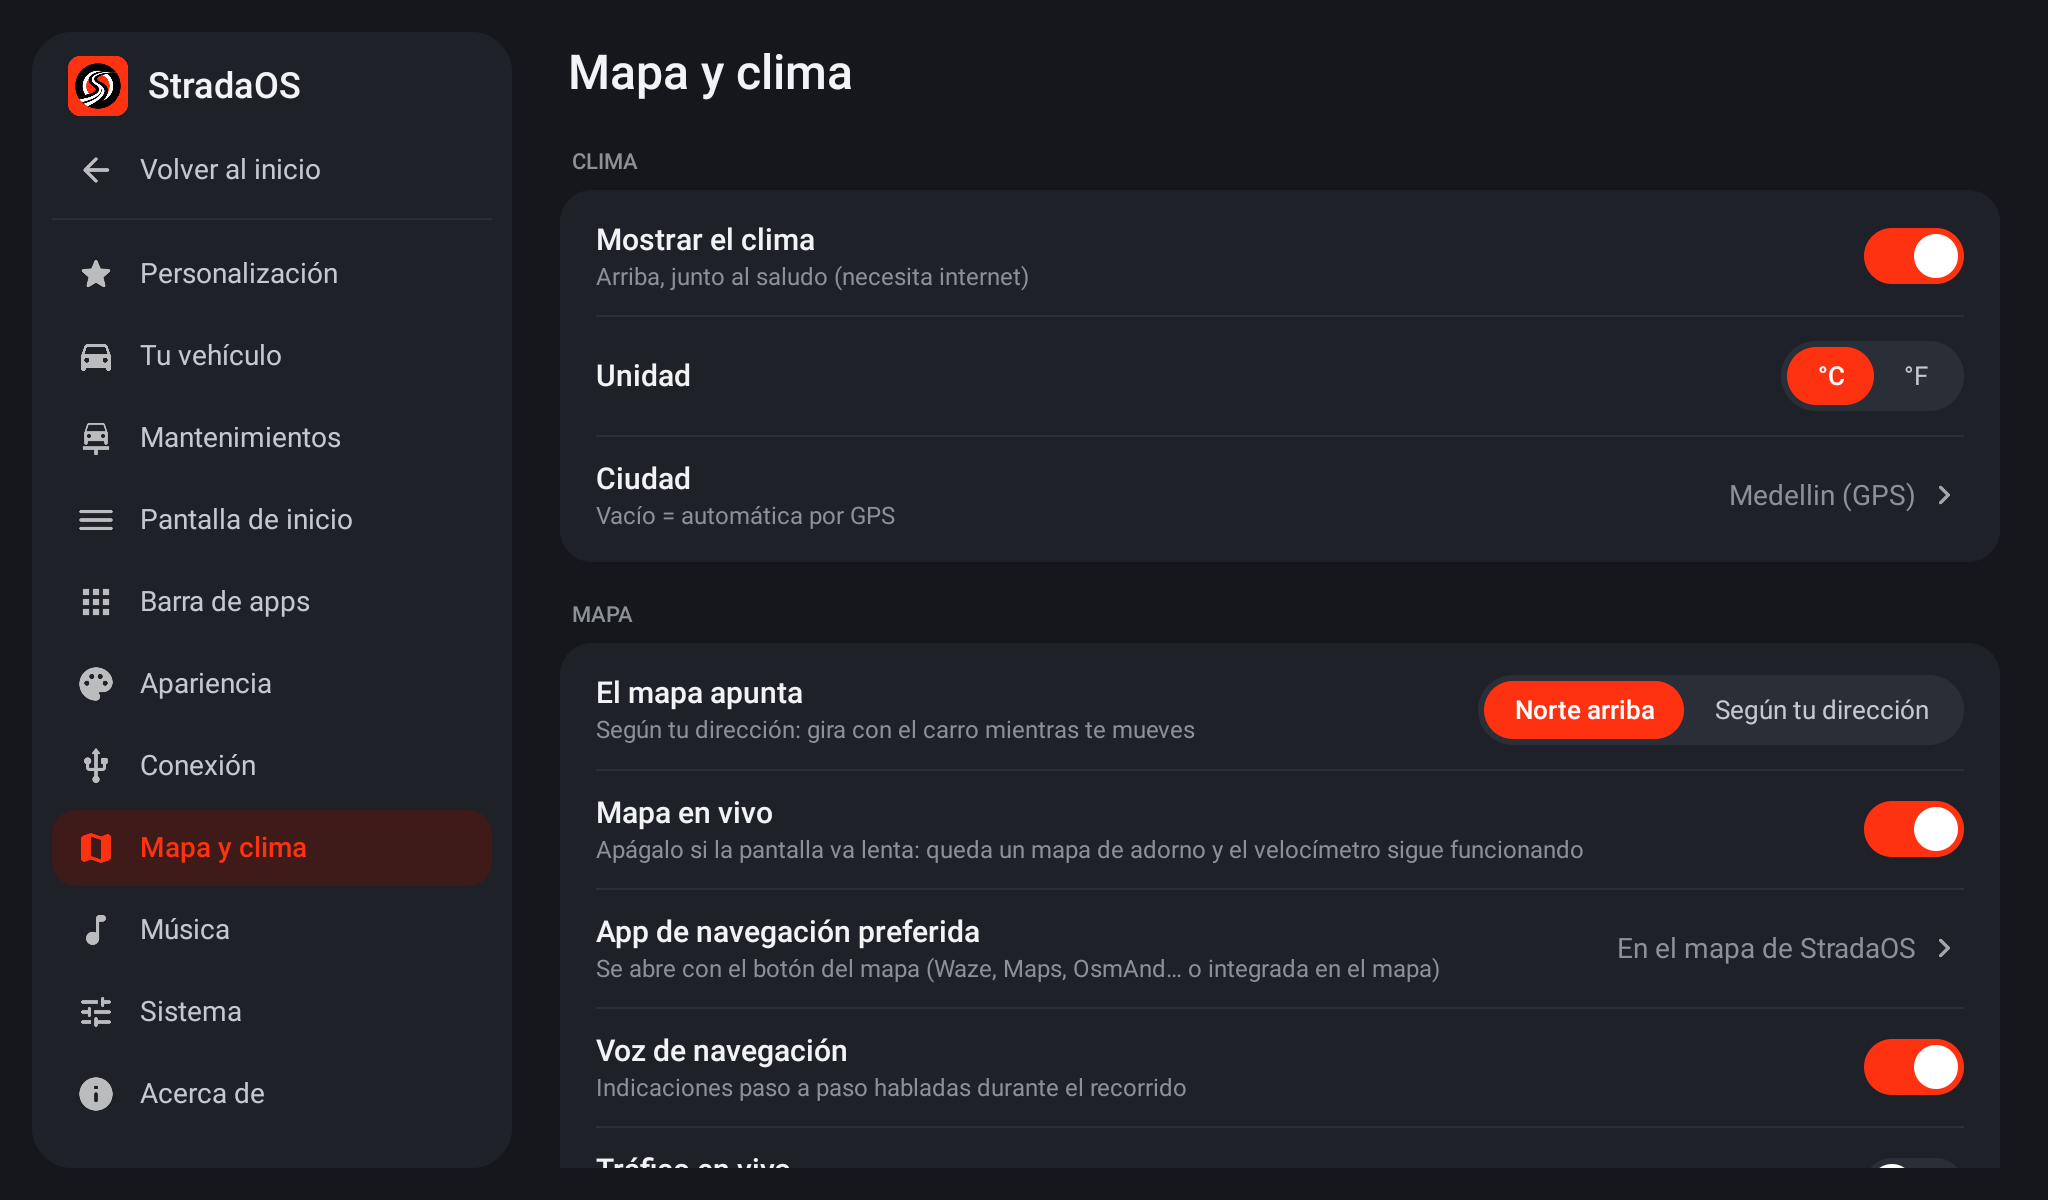 StradaOS
Volver al inicio
Personalización
Tu vehículo
Mantenimientos
Pantalla de inicio
Barra de apps
Apariencia
Conexión
Mapa y clima
Música
Sistema
Acerca de
Mapa y clima
CLIMA
Mostrar el clima
Arriba, junto al saludo (necesita internet)
Unidad
°C °F
Ciudad
Vacío = automática por GPS
Medellin (GPS)
MAPA
El mapa apunta
Según tu dirección: gira con el carro mientras te mueves
Norte arriba Según tu dirección
Mapa en vivo
Apágalo si la pantalla va lenta: queda un mapa de adorno y el velocímetro sigue funcionando
App de navegación preferida
Se abre con el botón del mapa (Waze, Maps, OsmAnd... o integrada en el mapa)
En el mapa de StradaOS
Voz de navegación
Indicaciones paso a paso habladas durante el recorrido
Tráfico en vivo